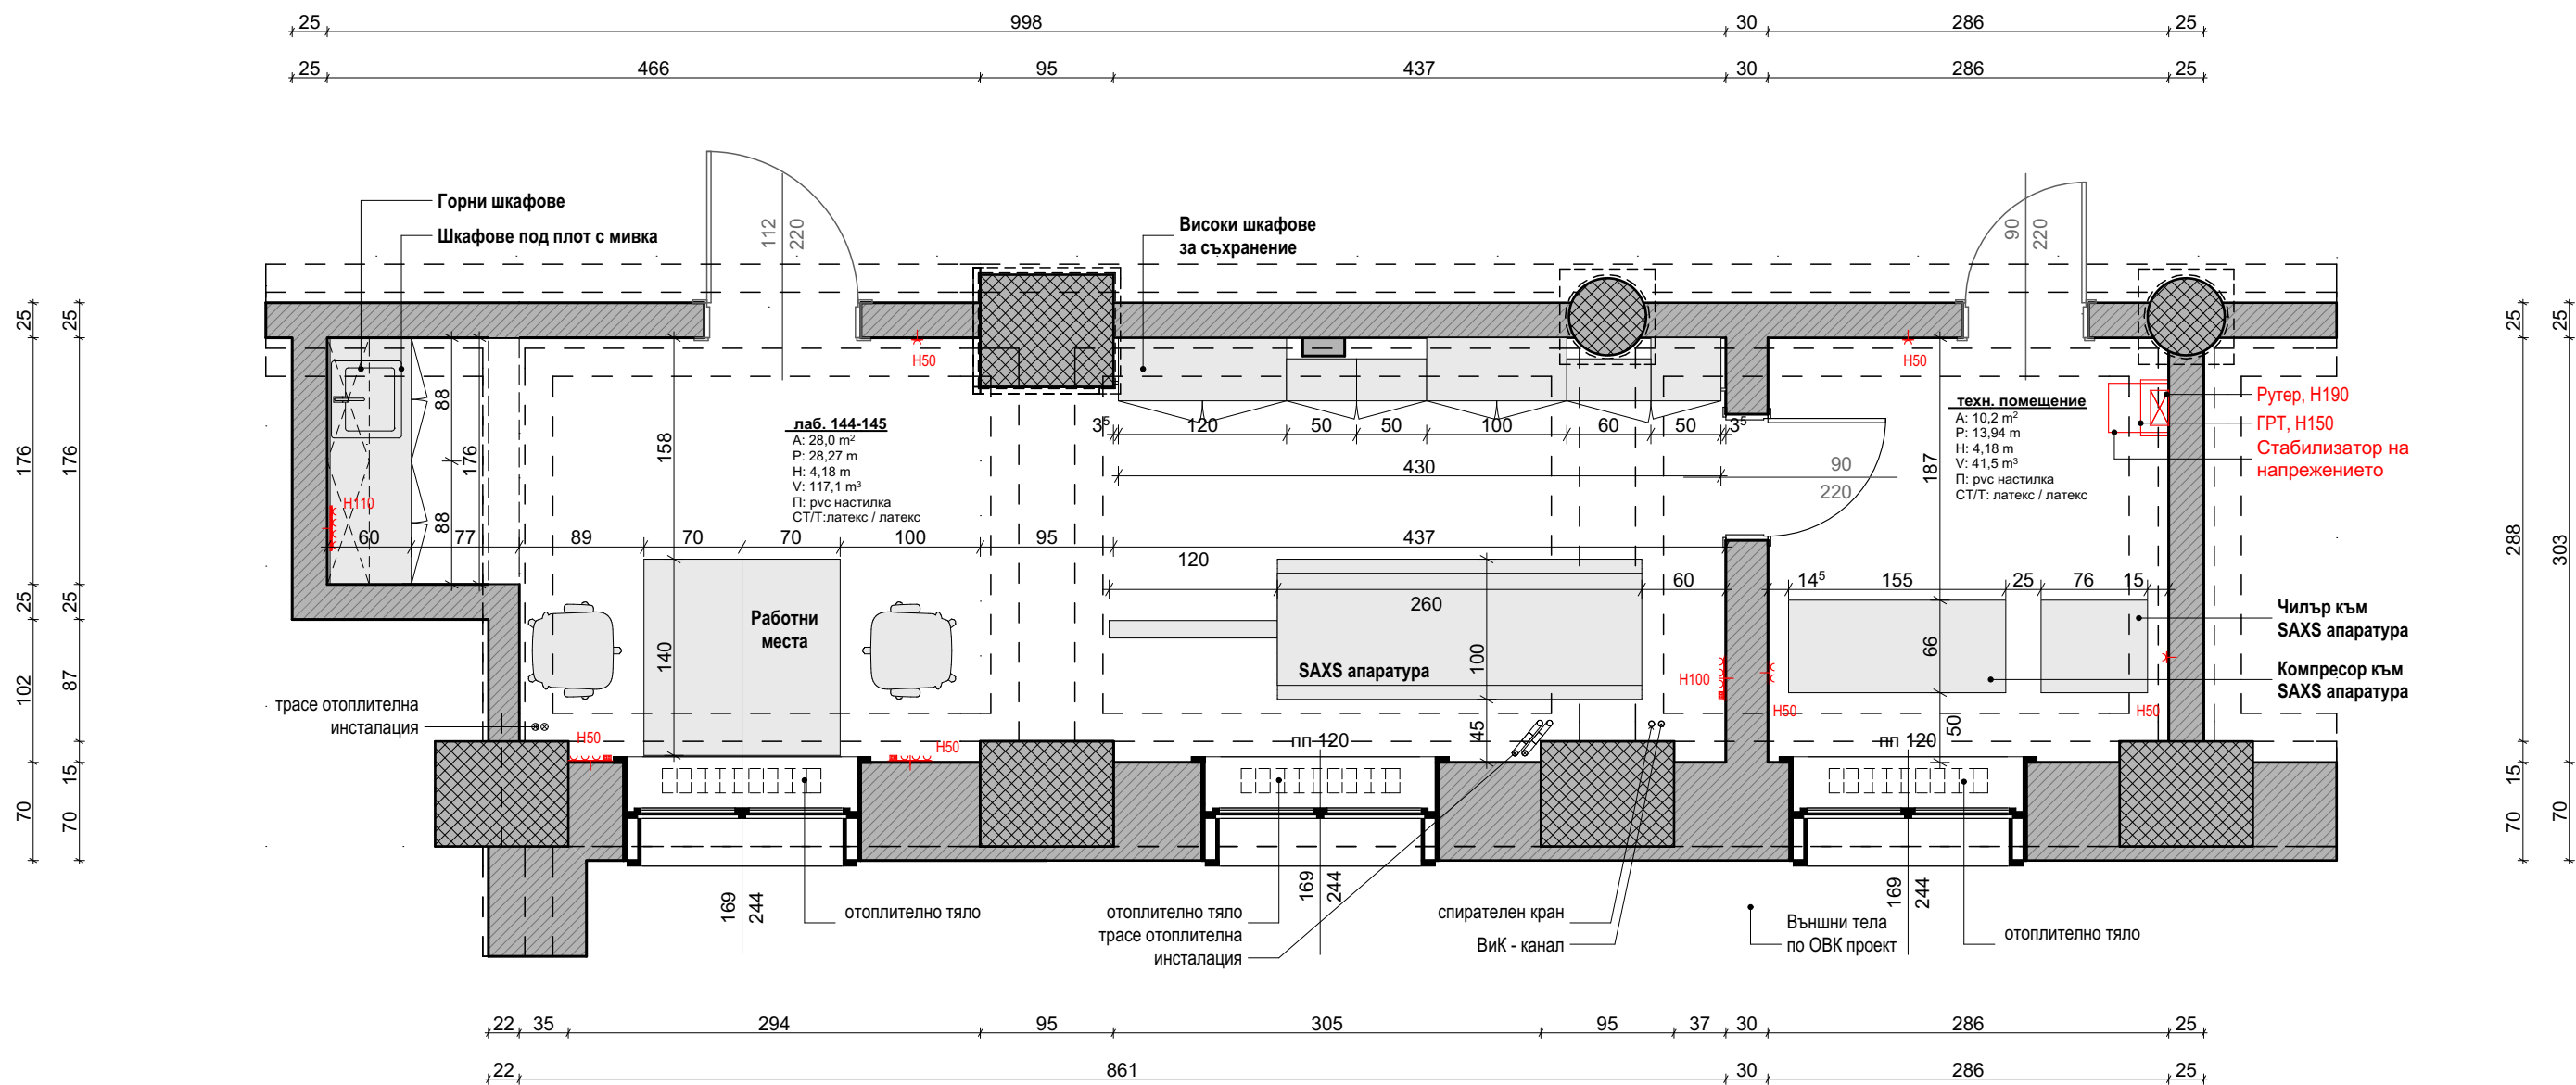 25 998 30 286 25
25 466 95 437 30 286 25
112
220
90
220
Горни шкафове
Шкафове под плот с мивка
Високи шкафове
за съхранение
25 25
176 176
25 25
102 87
15
70 70
88
88
176
158
H50
H50
H110
лаб. 144-145
A: 28,0 m²
P: 28,27 m
H: 4,18 m
V: 117,1 m³
П: pvc настилка
СТ/Т:латекс / латекс
3⁵ 120 50 50 100 60 50 3⁵
430
90
220
187
техн. помещение
A: 10,2 m²
P: 13,94 m
H: 4,18 m
V: 41,5 m³
П: pvc настилка
СТ/Т: латекс / латекс
Рутер, H190
ГРТ, H150
Стабилизатор на
напрежението
25 25
288 303
15
70 70
60 77 89 70 70 100 95 437
120
260
60
14⁵ 155 25 76 15
Работни
места
140
SAXS апаратура
100
45
66
50
H100
H50
H50
H50
H50
Чилър към
SAXS апаратура
Компресор към
SAXS апаратура
трасе отоплителна
инсталация
пп 120
пп 120
169
244
169
244
169
244
отоплително тяло
отоплително тяло
трасе отоплителна
инсталация
спирателен кран
ВиК - канал
Външни тела
по ОВК проект
отоплително тяло
22 35 294 95 305 95 37 30 286 25
22 861 30 286 25